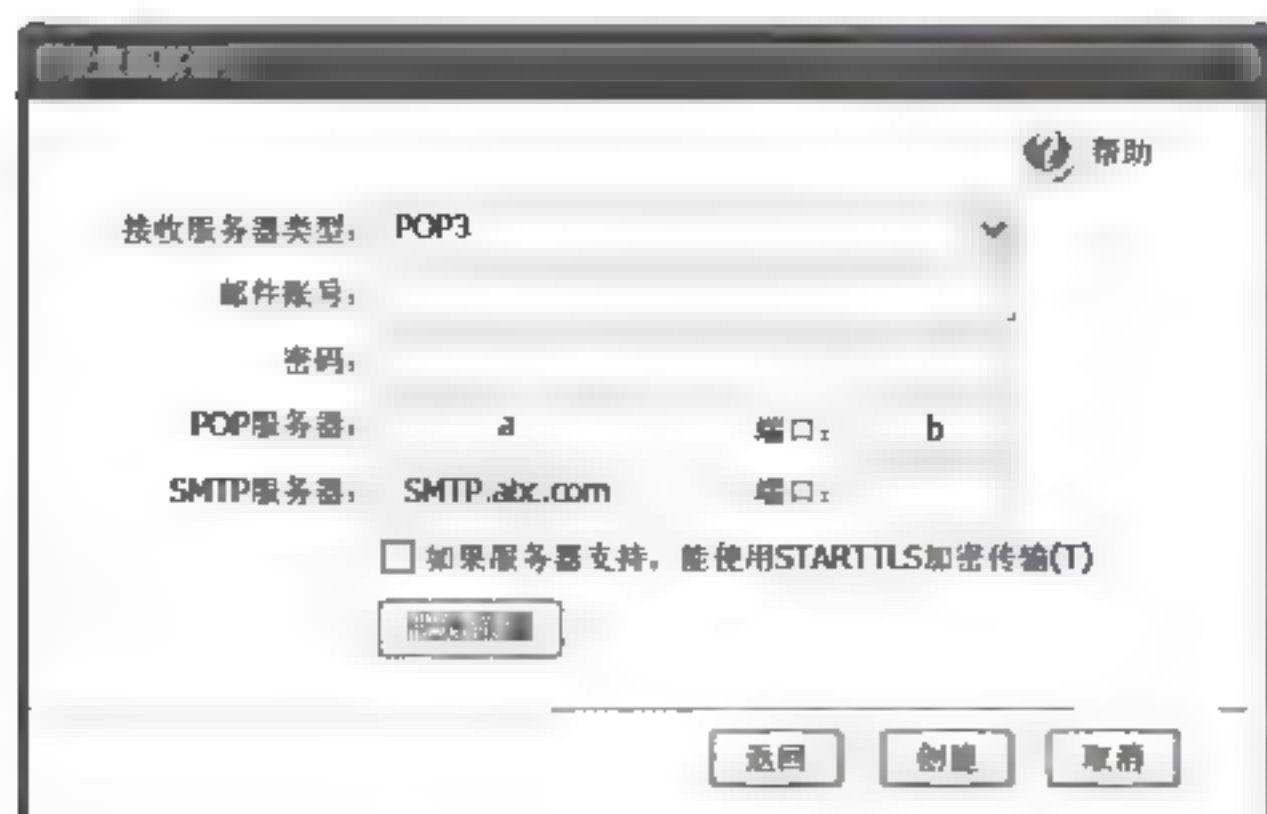 帮助
接收服务器类型: POP3
邮件账号:
密码:
POP服务器: a 端口: b
SMTP服务器: SMTP.abc.com 端口:
如果服务器支持,能使用STARTTLS加密传输(T)
返回 创建 取消